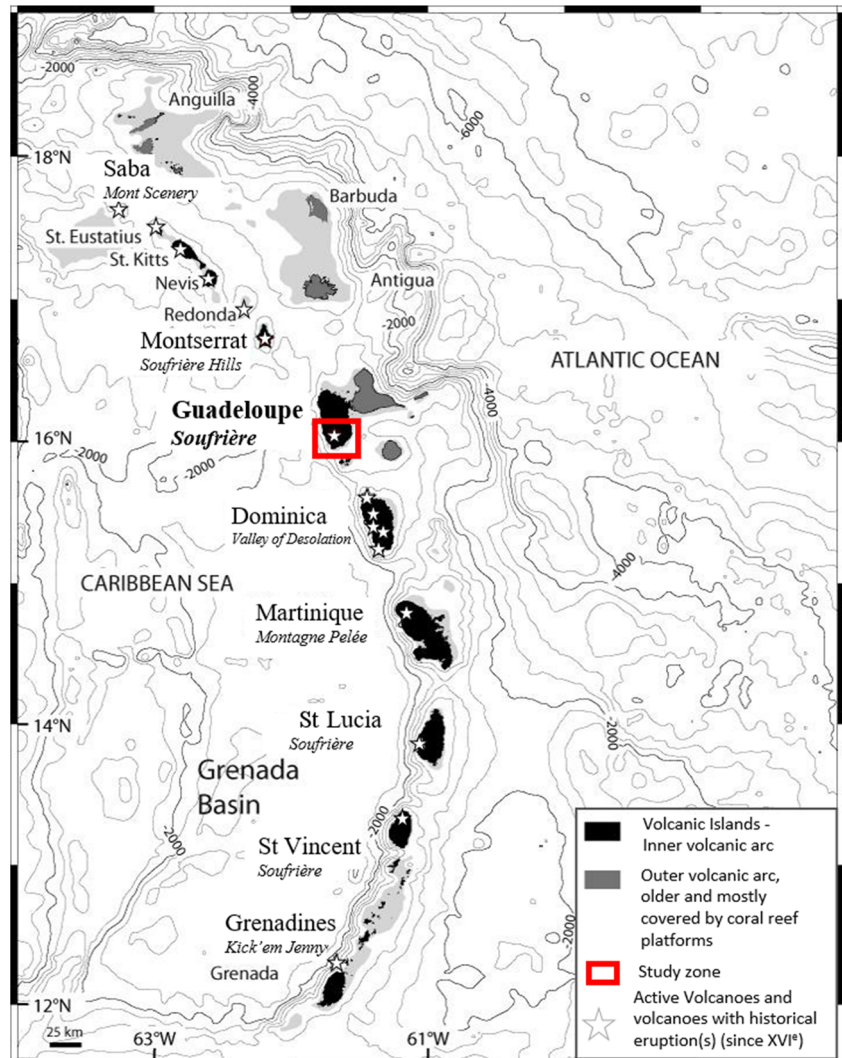 -2000
Anguilla
-4000
-6000
18°N
Saba
Mont Scenery
Barbuda
St. Eustatius
St. Kitts
Nevis
Antigua
Redonda
-2000
Montserrat
Soufrière Hills
ATLANTIC OCEAN
-4000
Guadeloupe
Soufrière
16°N
-2000
-2000
Dominica
Valley of Desolation
-4000
CARIBBEAN SEA
Martinique
Montagne Pelée
14°N
St Lucia
Soufrière
-2000
Grenada
Basin
-2000
-2000
St Vincent
Soufrière
Grenadines
Kick'em Jenny
Grenada
-2000
12°N
25 km
63°W
61°W
Volcanic Islands -
Inner volcanic arc
Outer volcanic arc,
older and mostly
covered by coral reef
platforms
Study zone
Active Volcanoes and
volcanoes with historical
eruption(s) (since XVIᵉ)